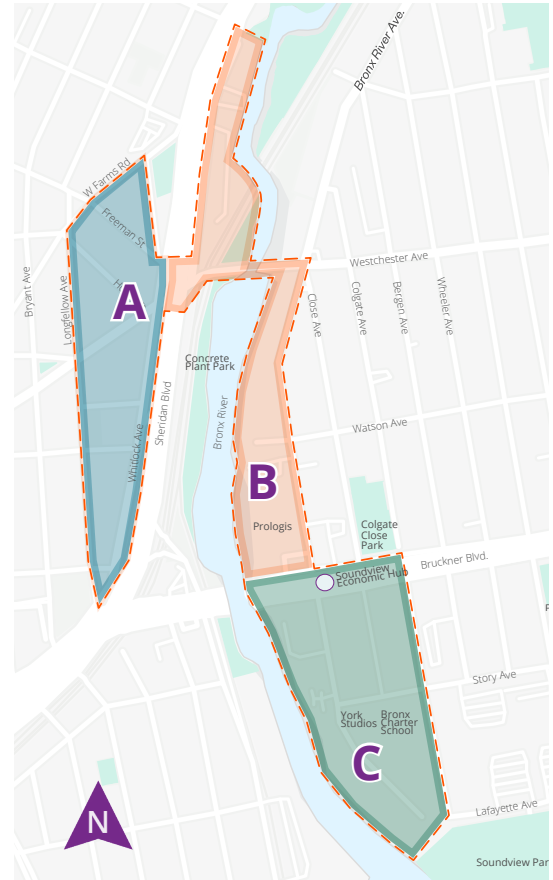 Bronx River Ave.
W Farms Rd
Freeman St
Westchester Ave
Bryant Ave
Longfellow Ave
A
Close Ave
Colgate Ave
Bergen Ave
Wheeler Ave
Concrete
Plant Park
Sheridan Blvd
Bronx River
Whitlock Ave
Watson Ave
B
Prologis
Colgate
Close
Park
Bruckner Blvd.
Soundview
Economic Hub
Story Ave
York
Studios
Bronx
Charter
School
C
Lafayette Ave
N
Soundview Par